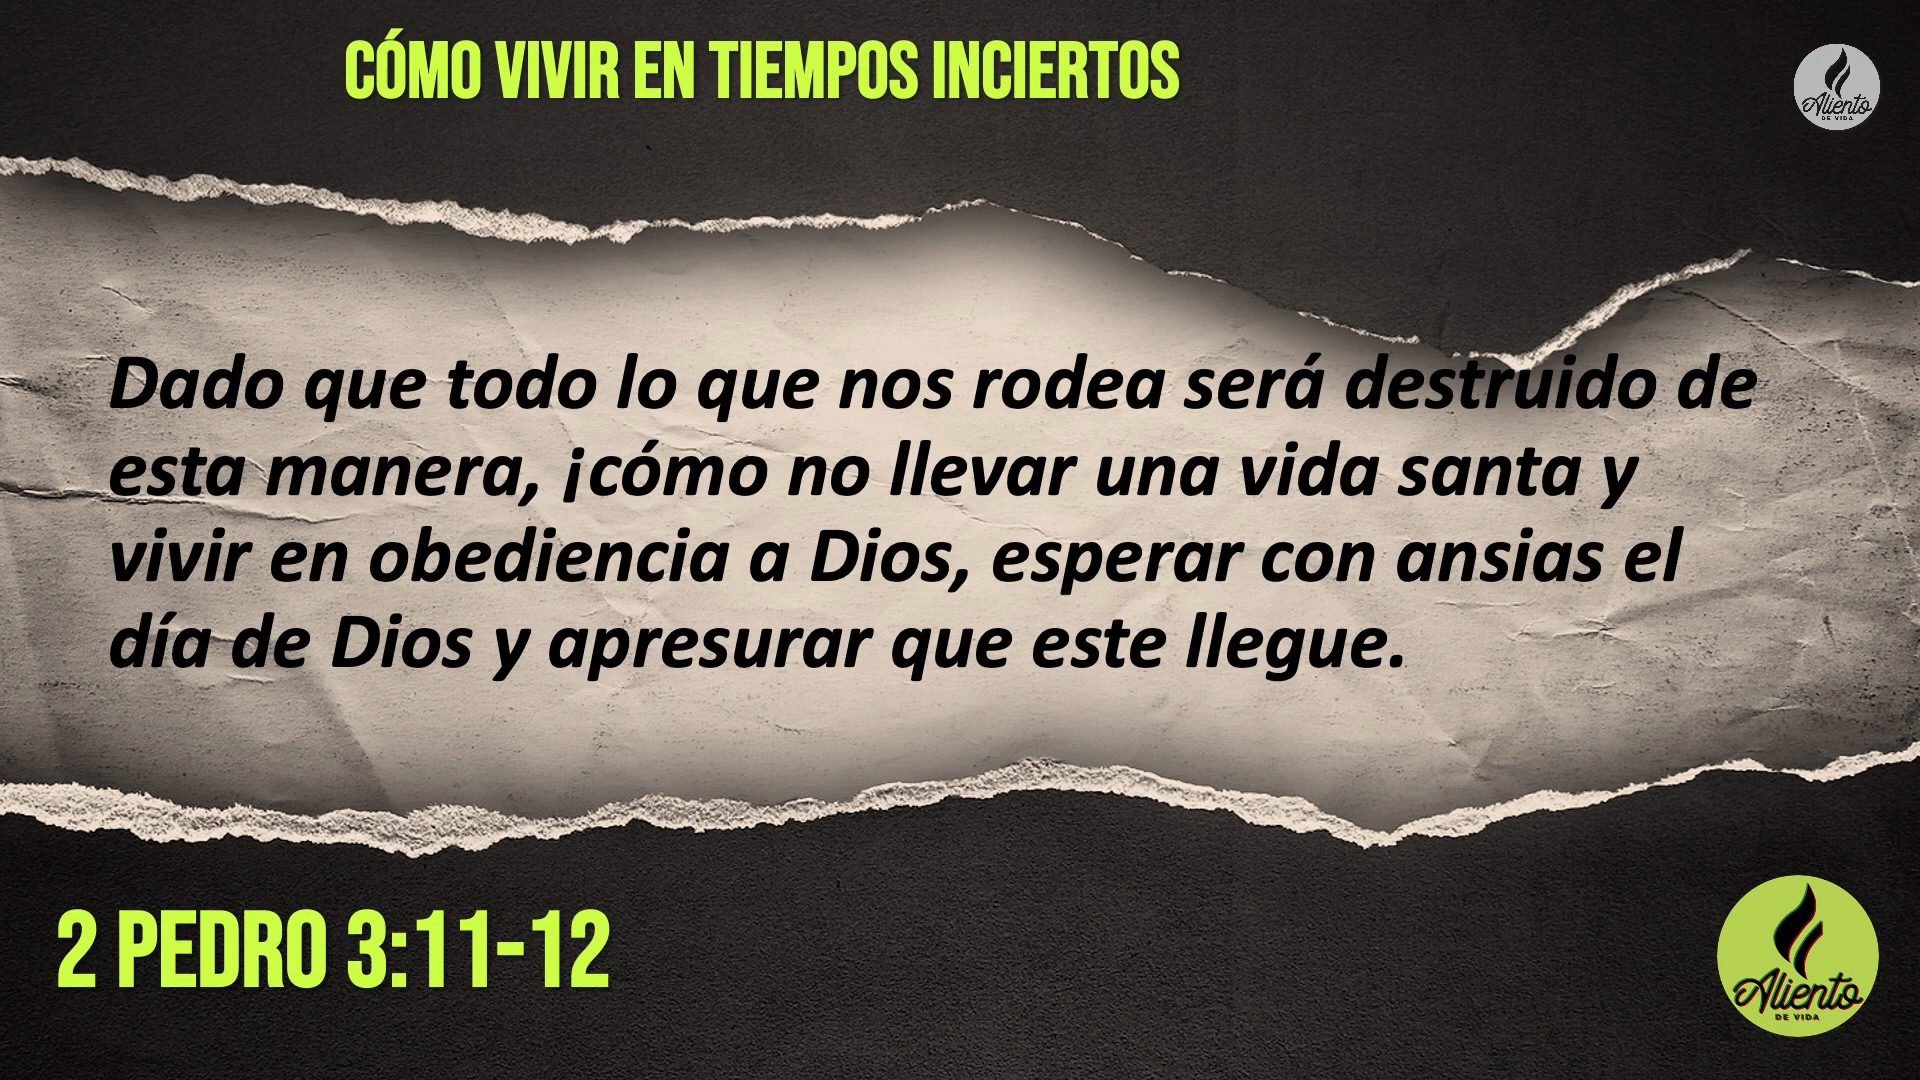 CÓMO VIVIR EN TIEMPOS INCIERTOS
Aliento
DE VIDA
Dado que todo lo que nos rodea será destruido de
esta manera, ¡cómo no llevar una vida santa y
vivir en obediencia a Dios, esperar con ansias el
día de Dios y apresurar que este llegue.
2 PEDRO 3:11-12
Aliento
DE VIDA